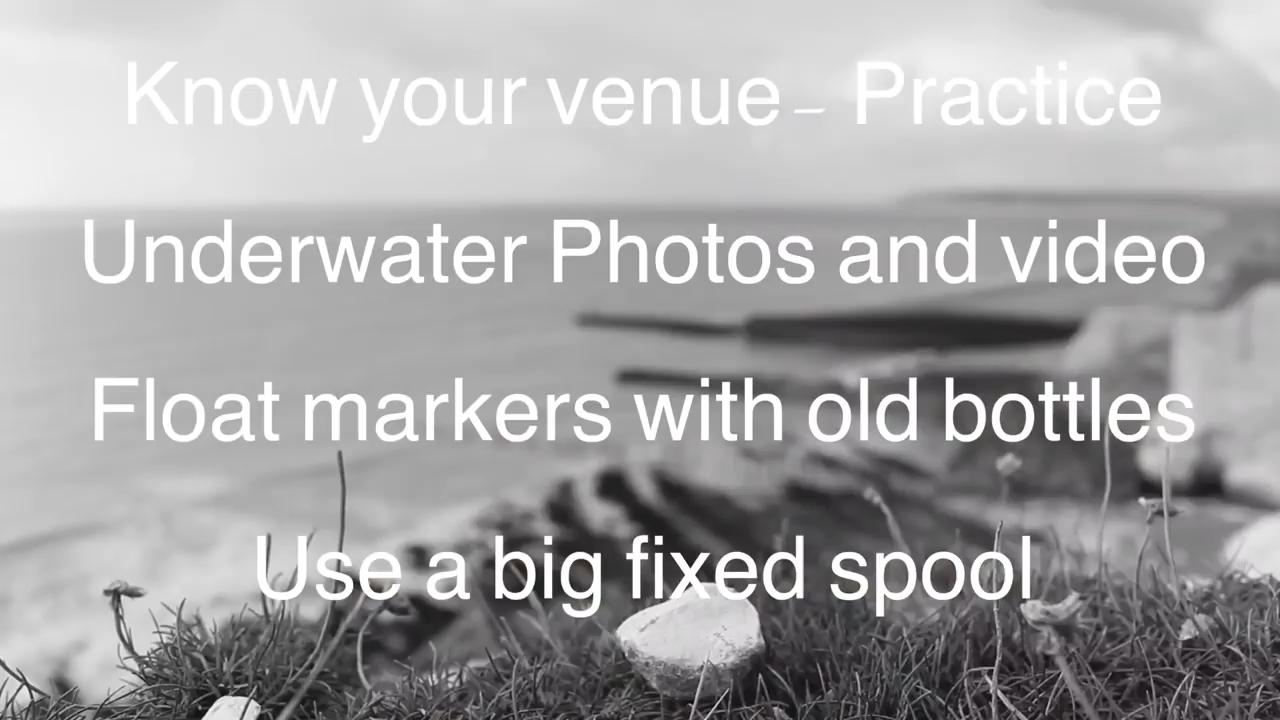 Know your venue – Practice
Underwater Photos and video
Float markers with old bottles
Use a big fixed spool